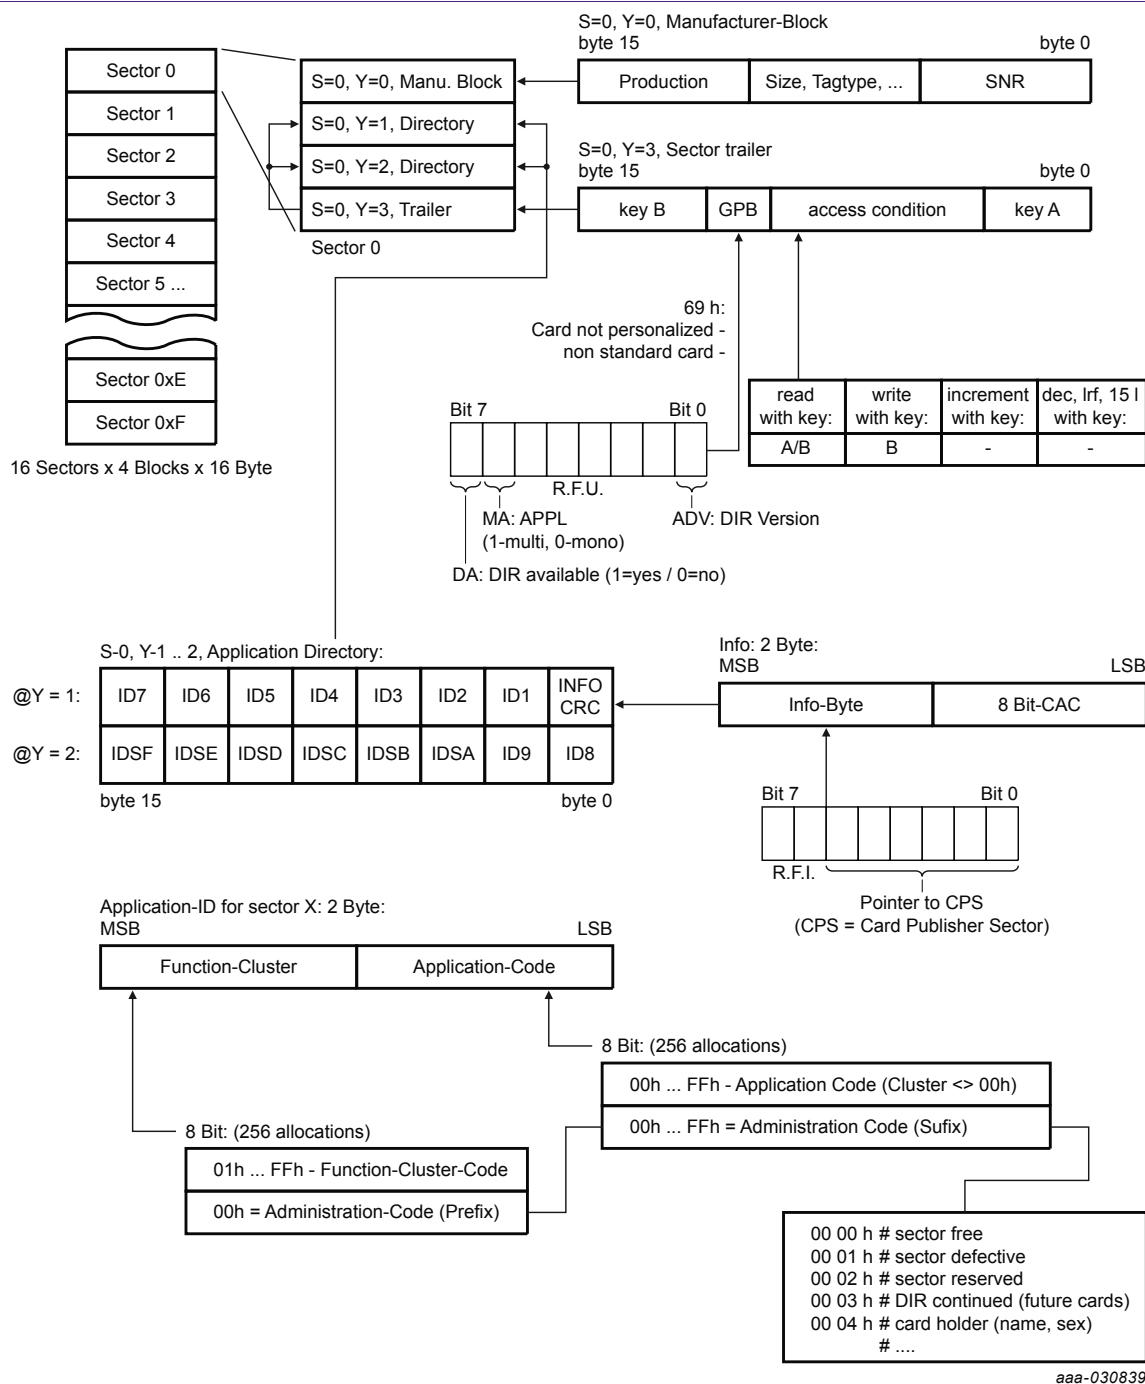 S=0, Y=0, Manufacturer-Block
byte 15 byte 0
Production Size, Tagtype, ... SNR
Sector 0
Sector 1
Sector 2
Sector 3
Sector 4
Sector 5 ...
Sector 0xE
Sector 0xF
16 Sectors x 4 Blocks x 16 Byte
S=0, Y=0, Manu. Block
S=0, Y=1, Directory
S=0, Y=2, Directory
S=0, Y=3, Trailer
Sector 0
S=0, Y=3, Sector trailer
byte 15 byte 0
key B GPB access condition key A
69 h:
Card not personalized -
non standard card -
read write increment dec, lrf, 15 l
with key: with key: with key: with key:
A/B B - -
Bit 7 Bit 0
R.F.U.
MA: APPL
(1-multi, 0-mono)
ADV: DIR Version
DA: DIR available (1=yes / 0=no)
S-0, Y-1 .. 2, Application Directory:
@Y = 1: ID7 ID6 ID5 ID4 ID3 ID2 ID1 INFO CRC
@Y = 2: IDSF IDSE IDSD IDSC IDSB IDSA ID9 ID8
byte 15 byte 0
Info: 2 Byte:
MSB LSB
Info-Byte 8 Bit-CAC
Bit 7 Bit 0
R.F.I.
Pointer to CPS
(CPS = Card Publisher Sector)
Application-ID for sector X: 2 Byte:
MSB LSB
Function-Cluster Application-Code
8 Bit: (256 allocations)
00h ... FFh - Application Code (Cluster <> 00h)
00h ... FFh = Administration Code (Sufix)
8 Bit: (256 allocations)
01h ... FFh - Function-Cluster-Code
00h = Administration-Code (Prefix)
00 00 h # sector free
00 01 h # sector defective
00 02 h # sector reserved
00 03 h # DIR continued (future cards)
00 04 h # card holder (name, sex)
# ....
aaa-030839